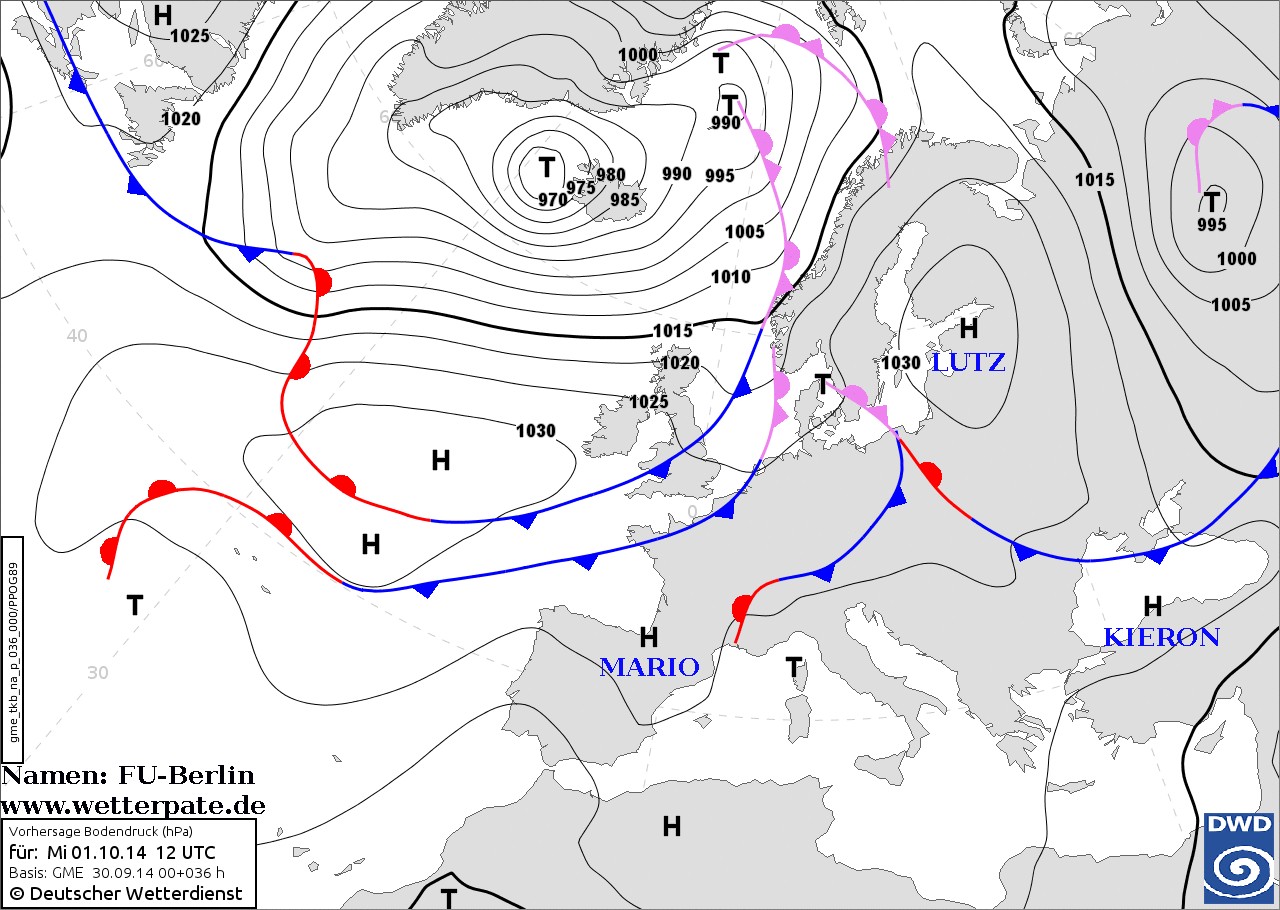 H
1025
1020
1000
T
T
990
T
970
975
980
985
990
995
1005
1010
1015
1015
T
995
1000
1005
40
60
30
0
1015
1020
1025
1030
H
H
T
T
1030
H
LUTZ
H
MARIO
T
H
KIERON
H
T
gme_tkb_na_p_036_000/PPOG89
Namen: FU-Berlin
www.wetterpate.de
Vorhersage Bodendruck (hPa)
für: Mi 01.10.14 12 UTC
Basis: GME 30.09.14 00+036 h
© Deutscher Wetterdienst
DWD